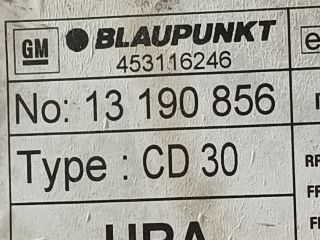 GM BLAUPUNKT
453116246
No: 13 190 856
Type : CD 30